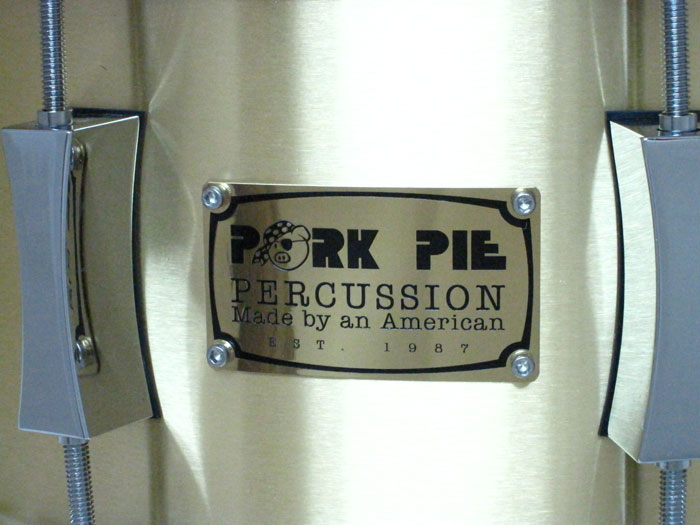 PORK PIE
PERCUSSION
Made by an American
EST. 1987